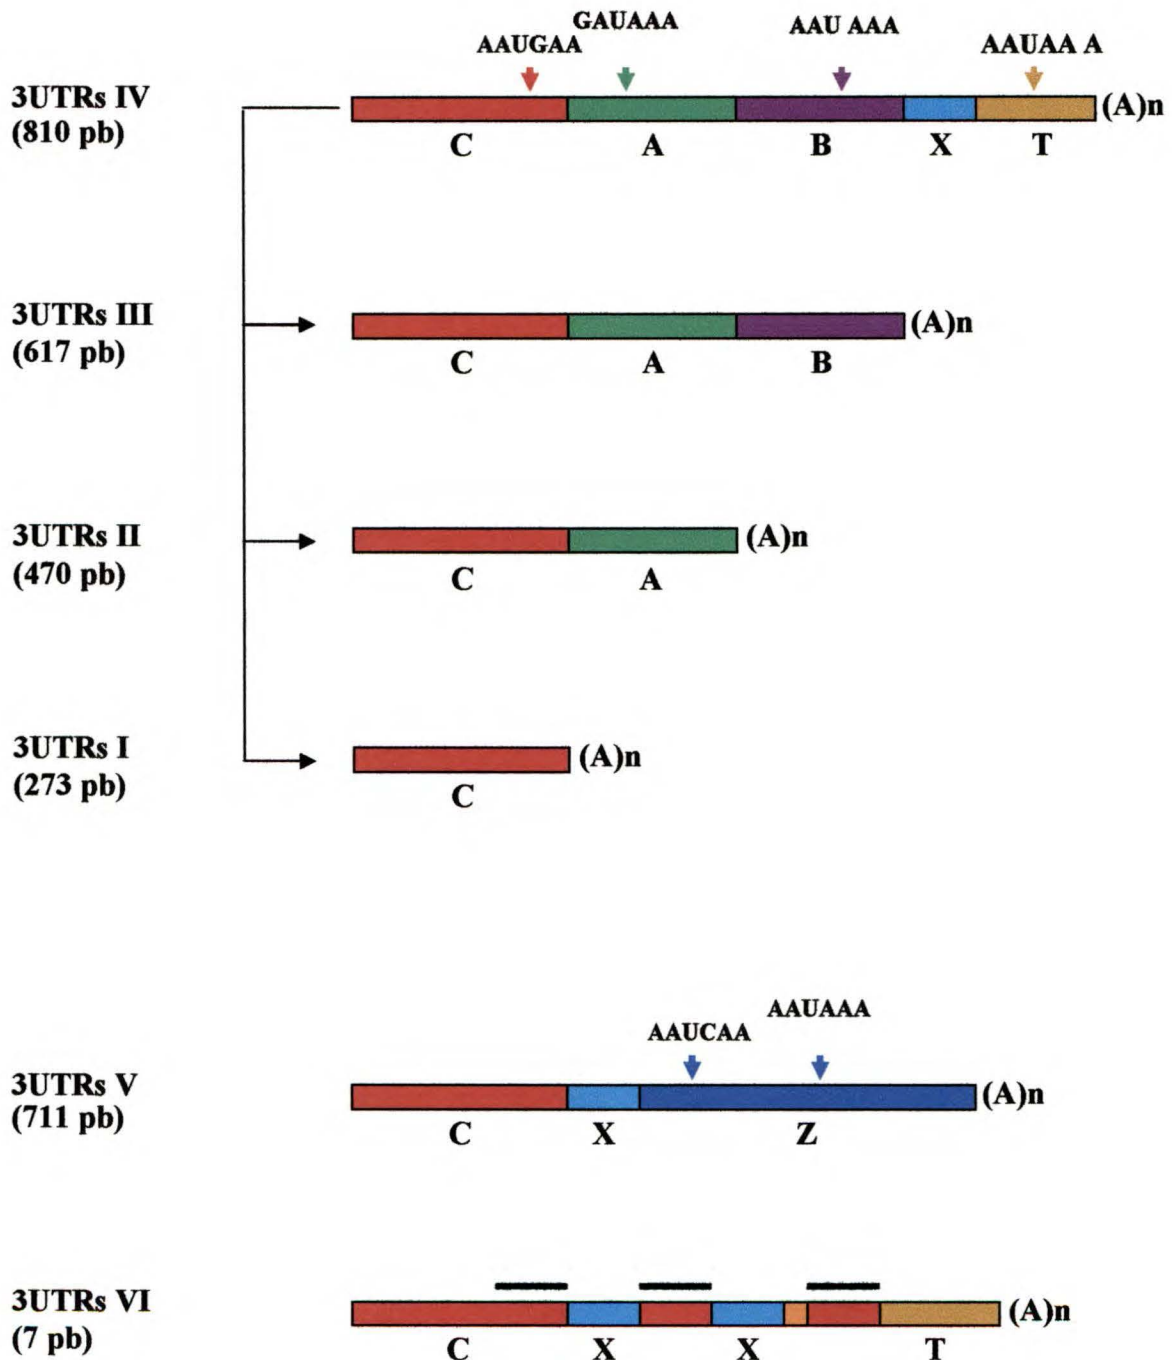 GAUAAA
AAUGAA
AAU AAA
AAUAA A
3UTRs IV
(810 pb)
(A)n
C A B X T
3UTRs III
(617 pb)
(A)n
C A B
3UTRs II
(470 pb)
(A)n
C A
3UTRs I
(273 pb)
(A)n
C
AAUAAA
AAUCAA
3UTRs V
(711 pb)
(A)n
C X Z
3UTRs VI
(7 pb)
(A)n
C X X T